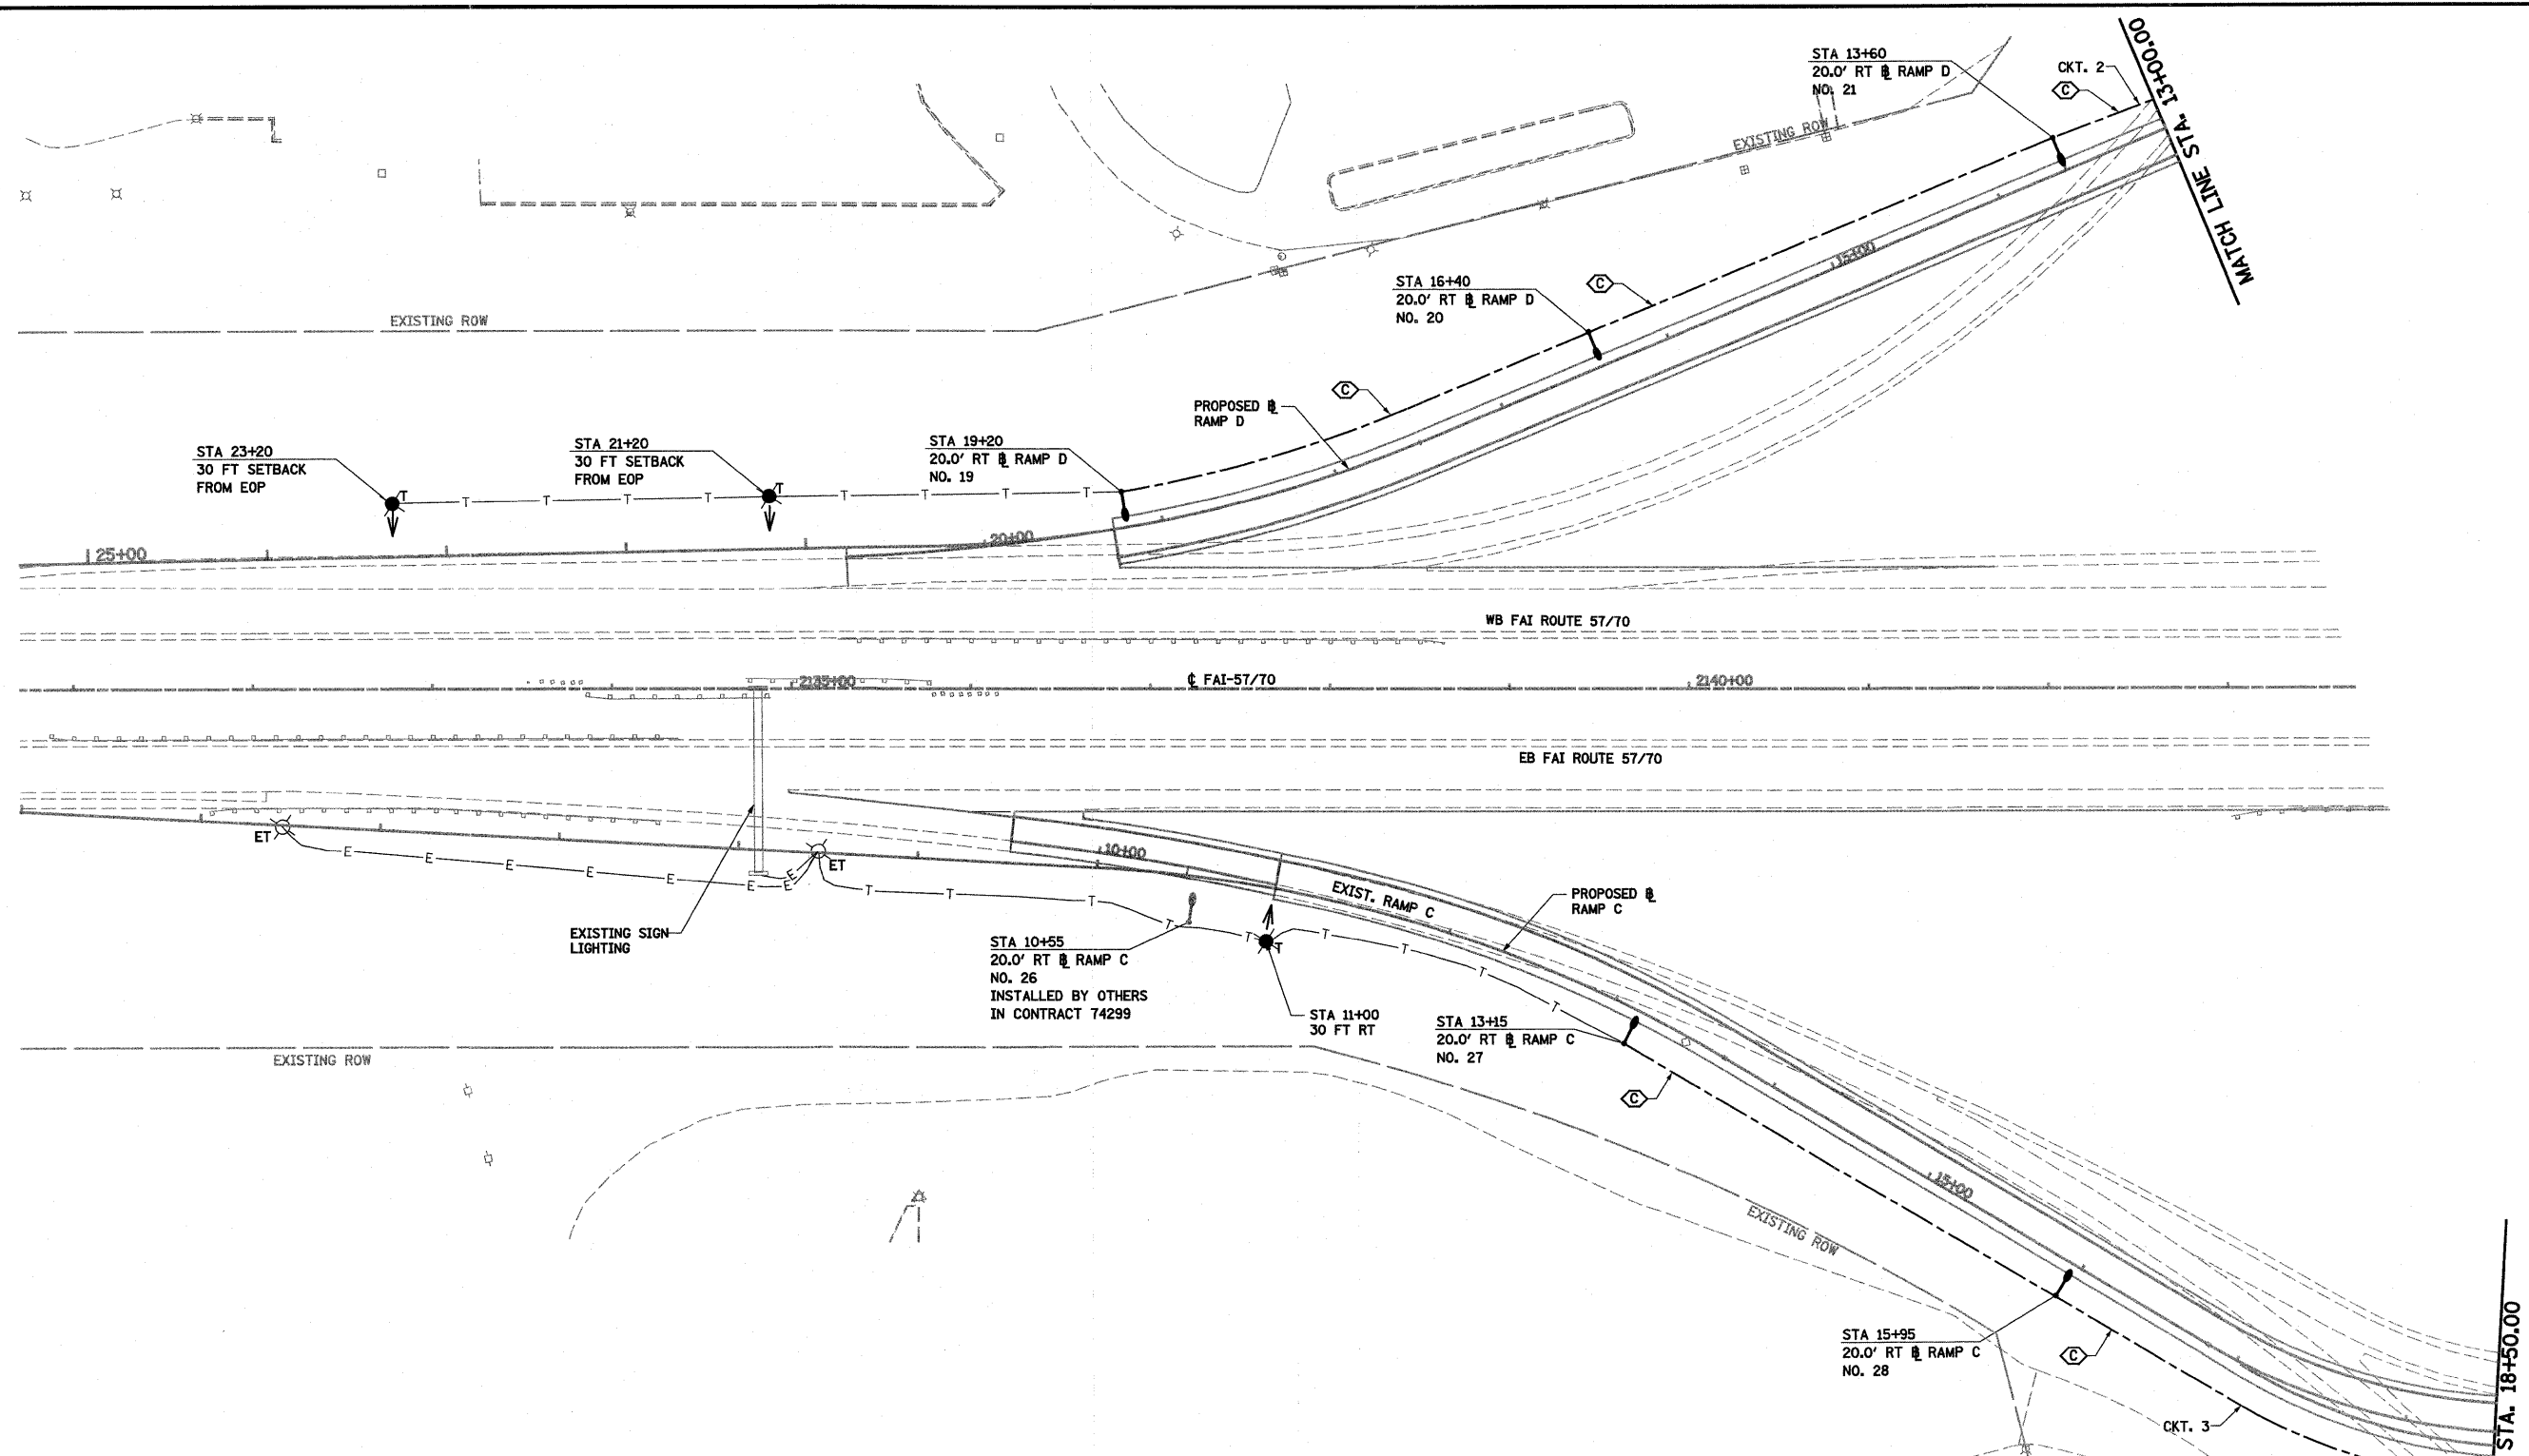 STA 13+60
20.0' RT ⅊ RAMP D
NO. 21
CKT. 2
C
MATCH LINE STA. 13+00.00
EXISTING ROW
15+00
STA 16+40
20.0' RT ⅊ RAMP D
NO. 20
C
EXISTING ROW
C
PROPOSED ⅊
RAMP D
STA 23+20
30 FT SETBACK
FROM EOP
STA 21+20
30 FT SETBACK
FROM EOP
STA 19+20
20.0' RT ⅊ RAMP D
NO. 19
T T T T T T T T T T
25+00
20+00
WB FAI ROUTE 57/70
2135+00
℄ FAI-57/70
2140+00
EB FAI ROUTE 57/70
ET
E E E E E E E E
ET
10+00
T T T T T T T T T T
EXIST. RAMP C
PROPOSED ⅊
RAMP C
EXISTING SIGN
LIGHTING
STA 10+55
20.0' RT ⅊ RAMP C
NO. 26
INSTALLED BY OTHERS
IN CONTRACT 74299
STA 11+00
30 FT RT
STA 13+15
20.0' RT ⅊ RAMP C
NO. 27
EXISTING ROW
C
15+00
EXISTING ROW
STA 15+95
20.0' RT ⅊ RAMP C
NO. 28
C
CKT. 3
STA. 18+50.00